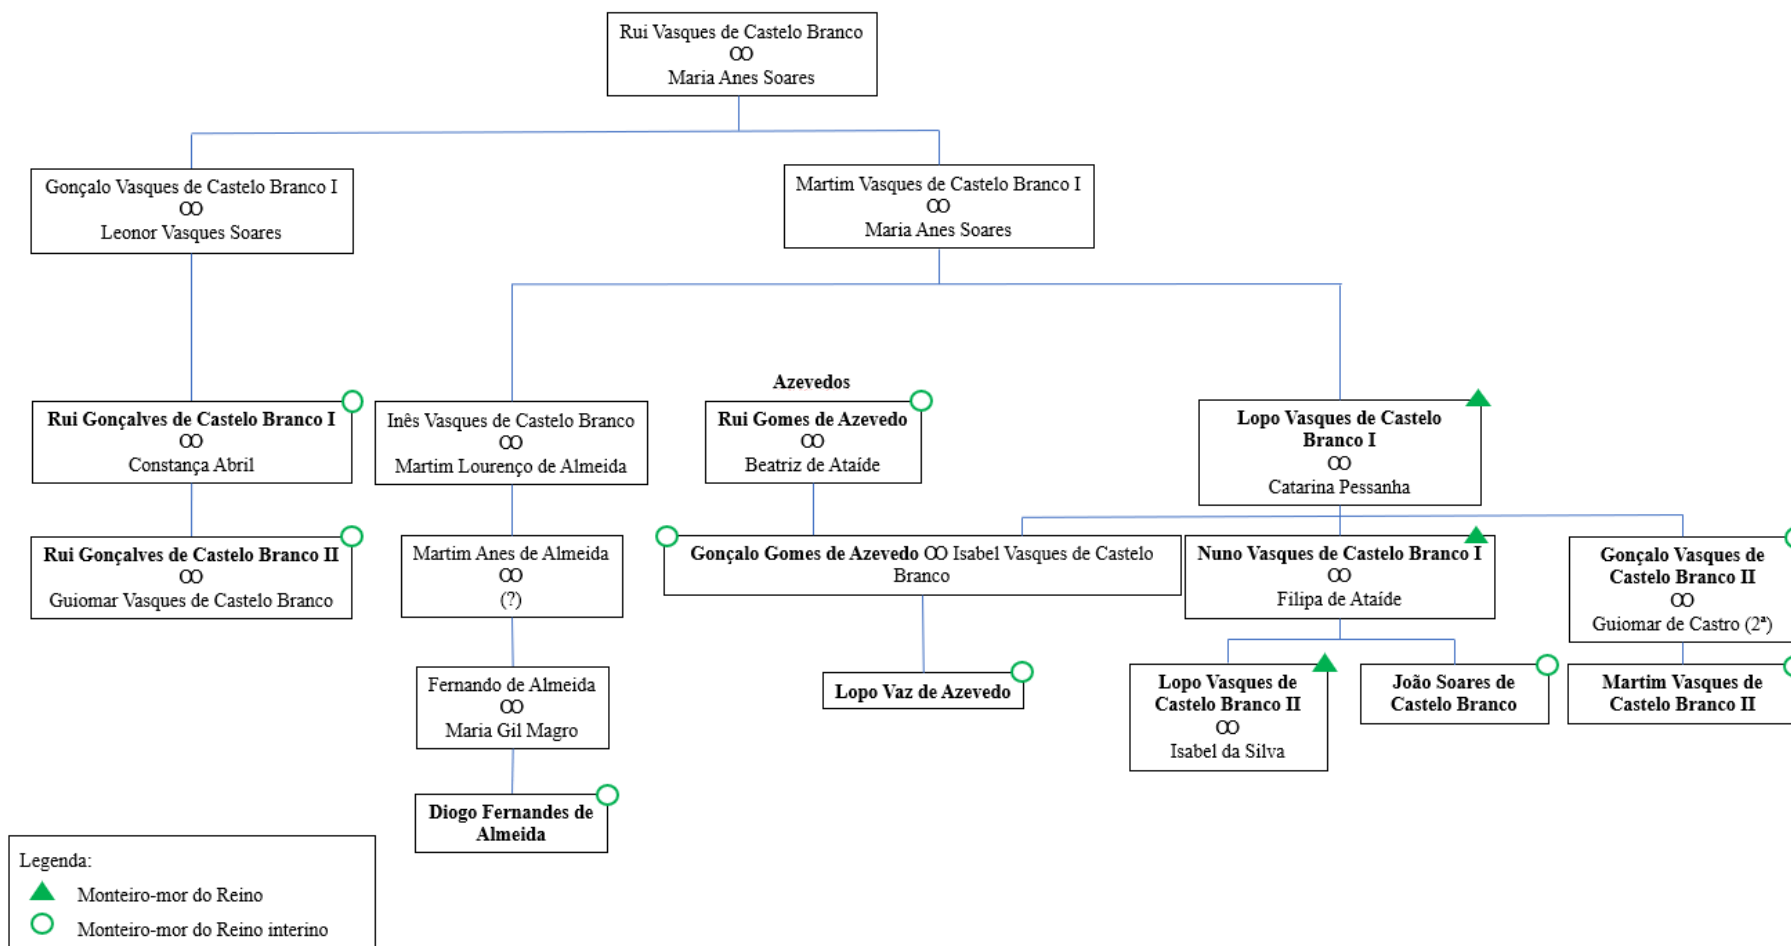 Rui Vasques de Castelo Branco
ꝏ
Maria Anes Soares
Gonçalo Vasques de Castelo Branco I
ꝏ
Leonor Vasques Soares
Martim Vasques de Castelo Branco I
ꝏ
Maria Anes Soares
Rui Gonçalves de Castelo Branco I
ꝏ
Constança Abril
Inês Vasques de Castelo Branco
ꝏ
Martim Lourenço de Almeida
Azevedos
Rui Gomes de Azevedo
ꝏ
Beatriz de Ataíde
Lopo Vasques de Castelo
Branco I
ꝏ
Catarina Pessanha
Rui Gonçalves de Castelo Branco II
ꝏ
Guiomar Vasques de Castelo Branco
Martim Anes de Almeida
ꝏ
(?)
Gonçalo Gomes de Azevedo ꝏ Isabel Vasques de Castelo
Branco
Nuno Vasques de Castelo Branco I
ꝏ
Filipa de Ataíde
Gonçalo Vasques de
Castelo Branco II
ꝏ
Guiomar de Castro (2ª)
Fernando de Almeida
ꝏ
Maria Gil Magro
Lopo Vaz de Azevedo
Lopo Vasques de
Castelo Branco II
ꝏ
Isabel da Silva
João Soares de
Castelo Branco
Martim Vasques de
Castelo Branco II
Diogo Fernandes de
Almeida
Legenda:
Monteiro-mor do Reino
Monteiro-mor do Reino interino